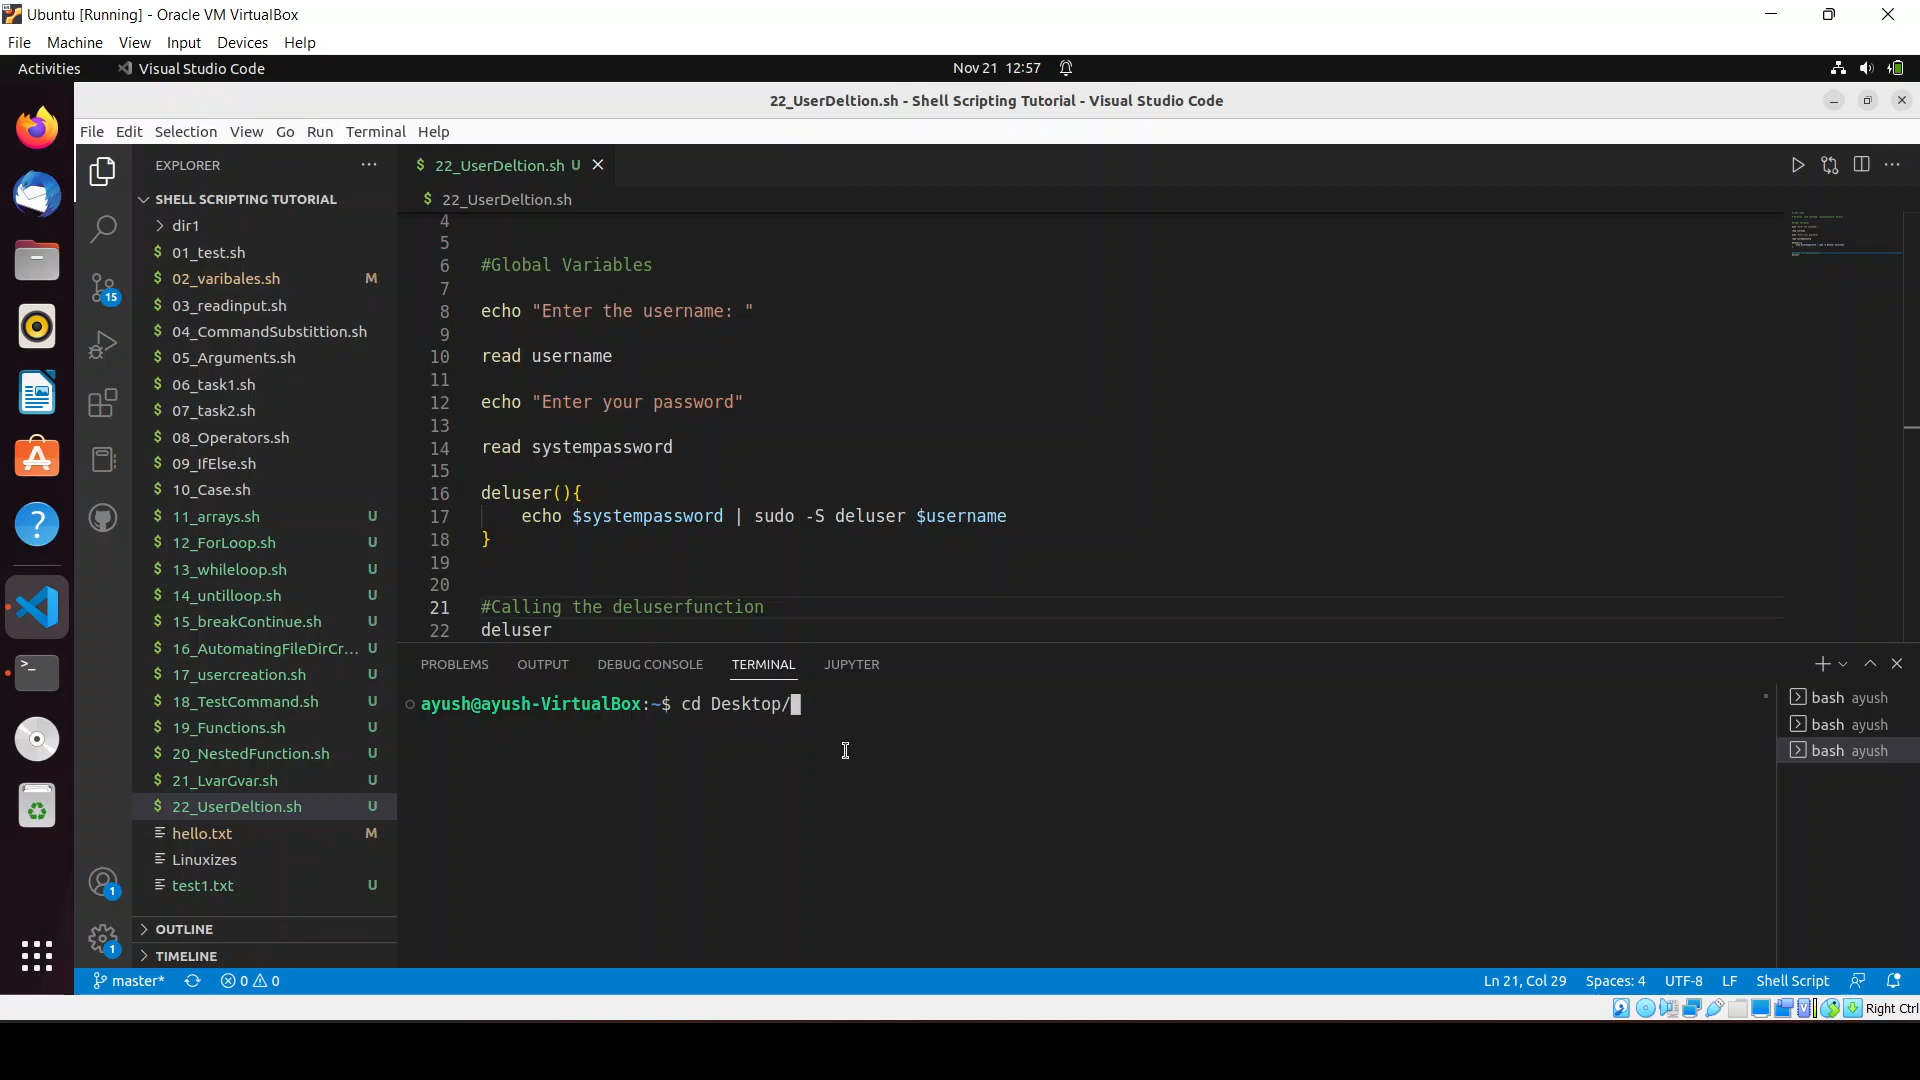 Ubuntu [Running] - Oracle VM VirtualBox
File Machine View Input Devices Help
Activities Visual Studio Code Nov 21 12:57
22_UserDeltion.sh - Shell Scripting Tutorial - Visual Studio Code
File Edit Selection View Go Run Terminal Help
EXPLORER
SHELL SCRIPTING TUTORIAL
dir1
$ 01_test.sh
$ 02_varibales.sh M
$ 03_readinput.sh
$ 04_CommandSubstittion.sh
$ 05_Arguments.sh
$ 06_task1.sh
$ 07_task2.sh
$ 08_Operators.sh
$ 09_IfElse.sh
$ 10_Case.sh
$ 11_arrays.sh U
$ 12_ForLoop.sh U
$ 13_whileloop.sh U
$ 14_untilloop.sh U
$ 15_breakContinue.sh U
$ 16_AutomatingFileDirCr... U
$ 17_usercreation.sh U
$ 18_TestCommand.sh U
$ 19_Functions.sh U
$ 20_NestedFunction.sh U
$ 21_LvarGvar.sh U
$ 22_UserDeltion.sh U
hello.txt M
Linuxizes
test1.txt U
OUTLINE
TIMELINE
15
1
1
$ 22_UserDeltion.sh U
$ 22_UserDeltion.sh
4
5
6 #Global Variables
7
8 echo "Enter the username: "
9
10 read username
11
12 echo "Enter your password"
13
14 read systempassword
15
16 deluser(){
17 echo $systempassword | sudo -S deluser $username
18 }
19
20
21 #Calling the deluserfunction
22 deluser
PROBLEMS OUTPUT DEBUG CONSOLE TERMINAL JUPYTER
ayush@ayush-VirtualBox:~$ cd Desktop/
bash ayush
bash ayush
bash ayush
master* 0 0 Ln 21, Col 29 Spaces: 4 UTF-8 LF Shell Script
Right Ctrl